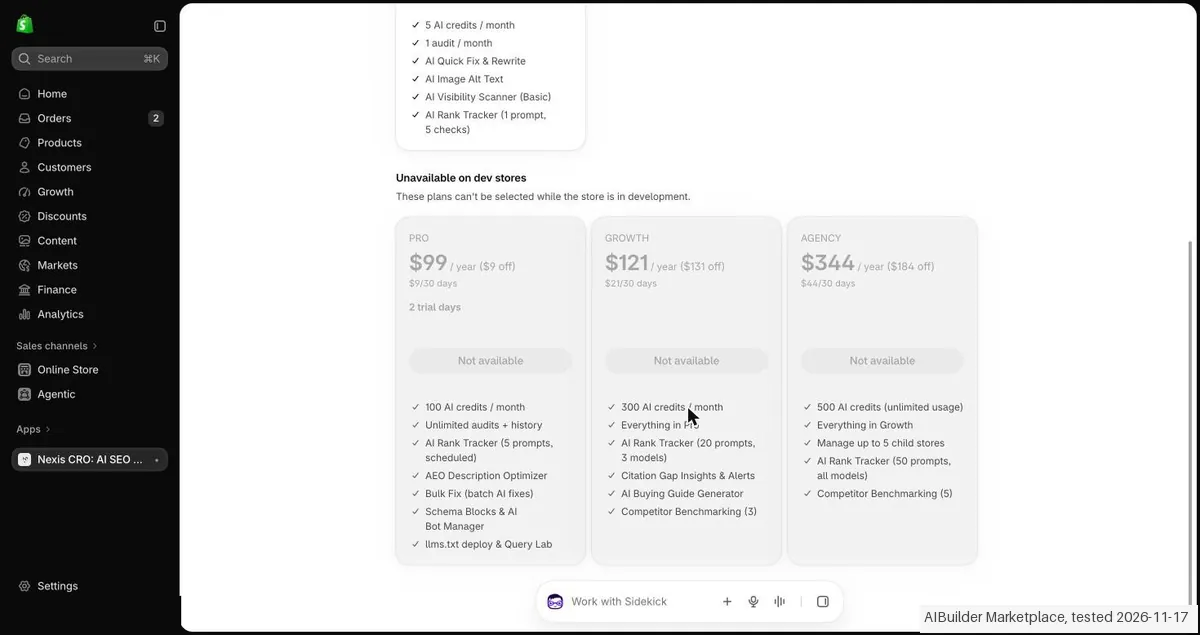 Search ⌘K
Home
Orders 2
Products
Customers
Growth
Discounts
Content
Markets
Finance
Analytics
Sales channels
Online Store
Agentic
Apps
Nexis CRO: AI SEO ...
Settings
5 AI credits / month
1 audit / month
AI Quick Fix & Rewrite
AI Image Alt Text
AI Visibility Scanner (Basic)
AI Rank Tracker (1 prompt,
5 checks)
Unavailable on dev stores
These plans can't be selected while the store is in development.
PRO
$99 / year ($9 off)
$9/30 days
2 trial days
Not available
100 AI credits / month
Unlimited audits + history
AI Rank Tracker (5 prompts,
scheduled)
AEO Description Optimizer
Bulk Fix (batch AI fixes)
Schema Blocks & AI
Bot Manager
llms.txt deploy & Query Lab
GROWTH
$121 / year ($131 off)
$21/30 days
Not available
300 AI credits / month
Everything in Pro
AI Rank Tracker (20 prompts,
3 models)
Citation Gap Insights & Alerts
AI Buying Guide Generator
Competitor Benchmarking (3)
AGENCY
$344 / year ($184 off)
$44/30 days
Not available
500 AI credits (unlimited usage)
Everything in Growth
Manage up to 5 child stores
AI Rank Tracker (50 prompts,
all models)
Competitor Benchmarking (5)
Work with Sidekick
AIBuilder Marketplace, tested 2026-11-17